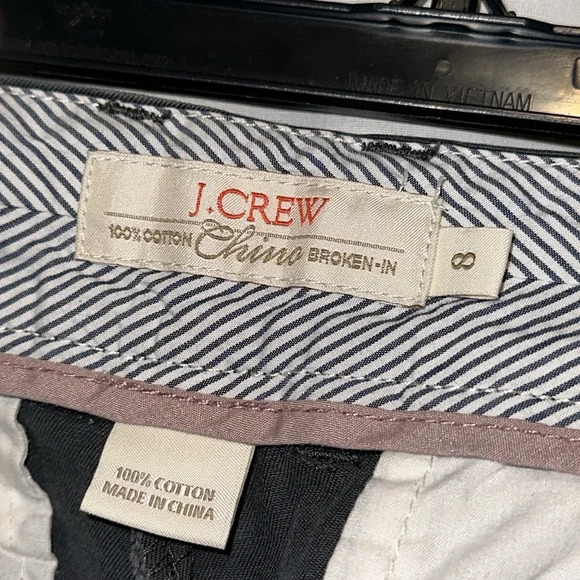 MADE IN VIETNAM
J.CREW
100% COTTON Chino BROKEN-IN
8
100% COTTON
MADE IN CHINA